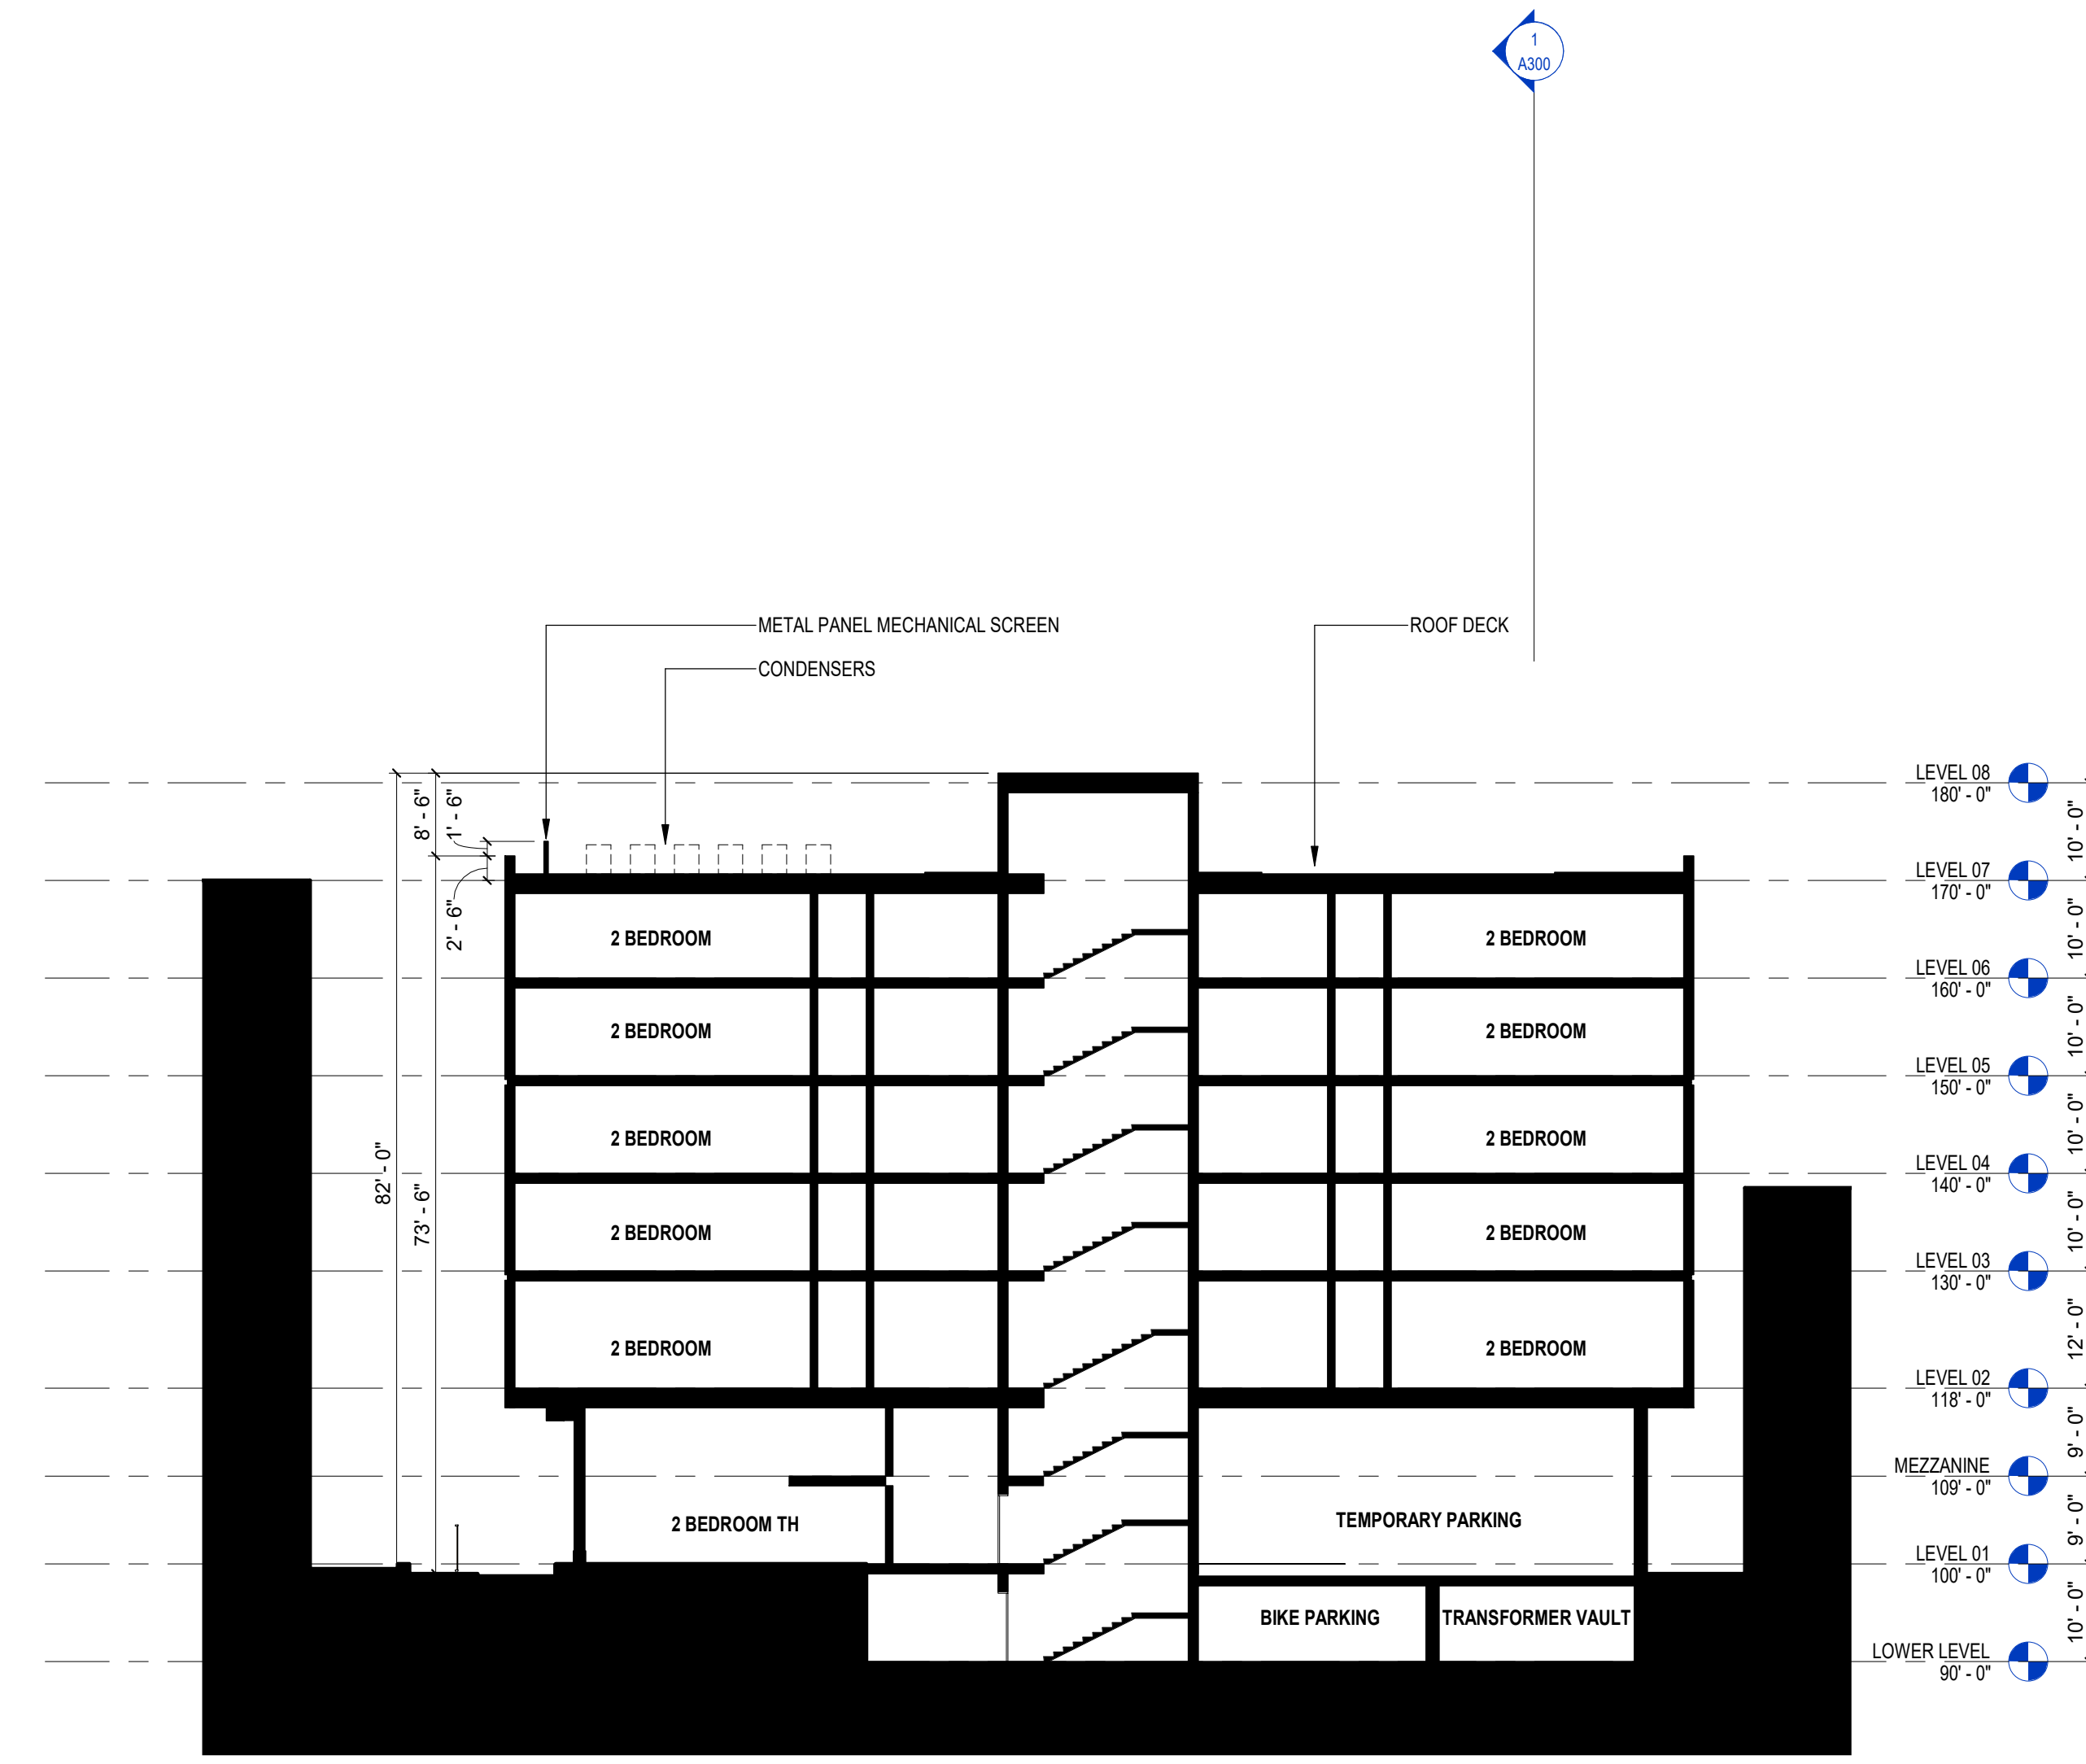 1
A300
METAL PANEL MECHANICAL SCREEN
ROOF DECK
CONDENSERS
LEVEL 08
180' - 0"
8' - 6"
1' - 6"
10' - 0"
LEVEL 07
170' - 0"
2' - 6"
2 BEDROOM
2 BEDROOM
10' - 0"
LEVEL 06
160' - 0"
2 BEDROOM
2 BEDROOM
10' - 0"
LEVEL 05
150' - 0"
2 BEDROOM
2 BEDROOM
10' - 0"
LEVEL 04
140' - 0"
82' - 0"
73' - 6"
2 BEDROOM
2 BEDROOM
10' - 0"
LEVEL 03
130' - 0"
2 BEDROOM
2 BEDROOM
12' - 0"
LEVEL 02
118' - 0"
9' - 0"
MEZZANINE
109' - 0"
2 BEDROOM TH
TEMPORARY PARKING
9' - 0"
LEVEL 01
100' - 0"
BIKE PARKING
TRANSFORMER VAULT
10' - 0"
LOWER LEVEL
90' - 0"